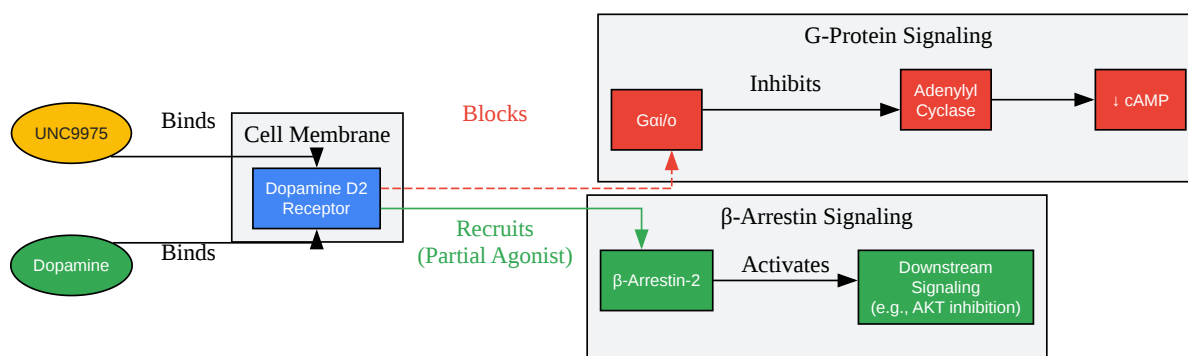 G-Protein Signaling
UNC9975
Binds
Blocks
Inhibits
Adenylyl
Cyclase
↓ cAMP
Gαi/o
Cell Membrane
Dopamine D2
Receptor
Dopamine
Binds
Recruits
(Partial Agonist)
β-Arrestin Signaling
β-Arrestin-2
Activates
Downstream
Signaling
(e.g., AKT inhibition)